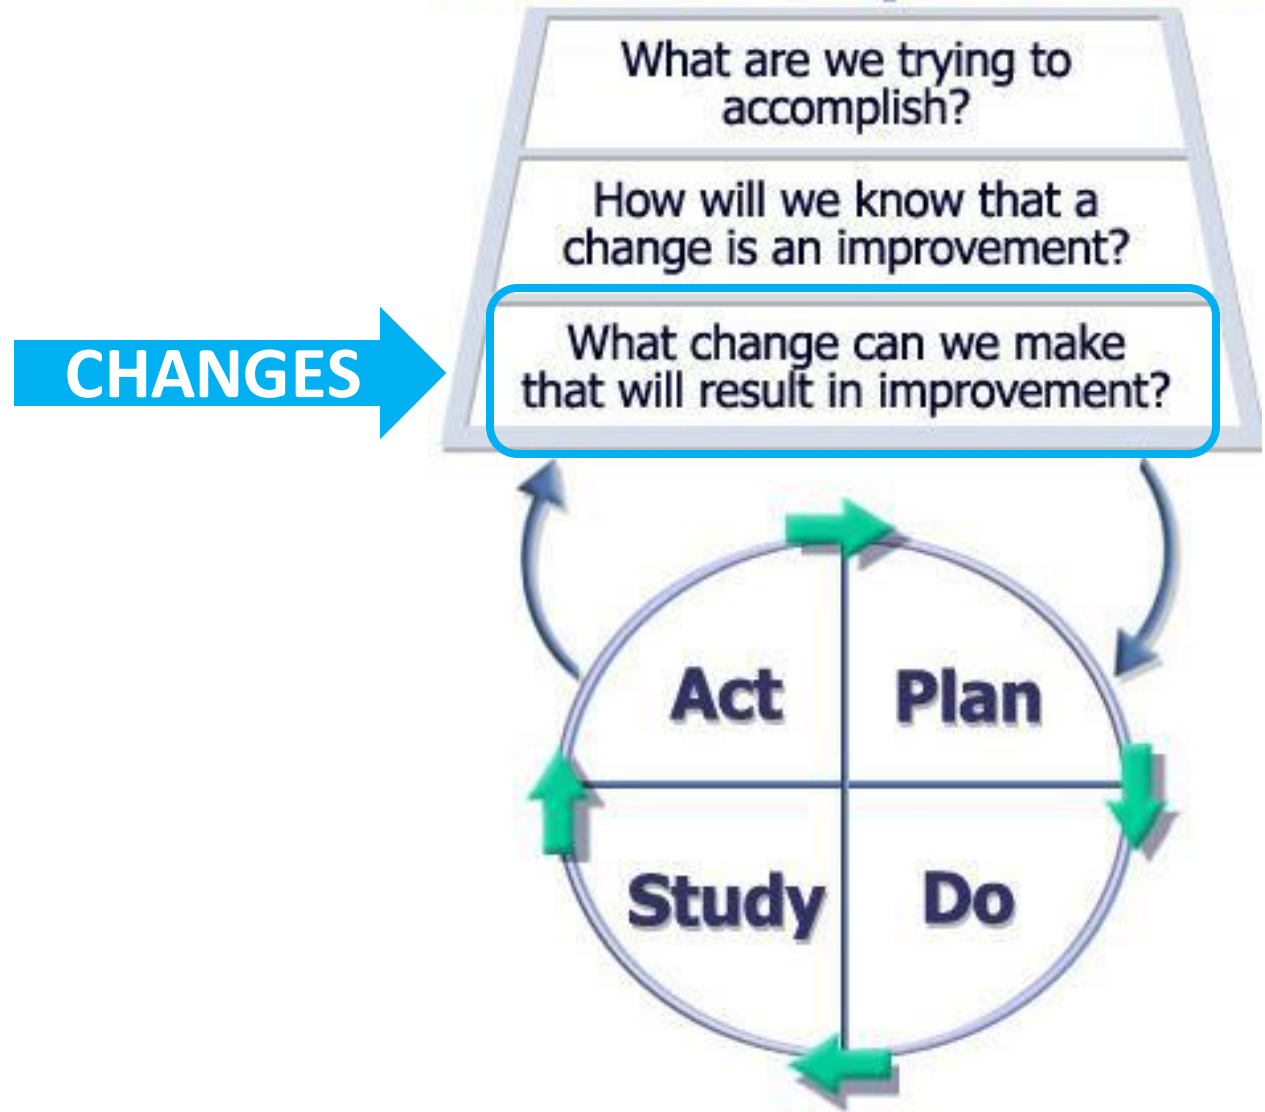 What are we trying to
accomplish?
How will we know that a
change is an improvement?
CHANGES
What change can we make
that will result in improvement?
Act
Plan
Study
Do